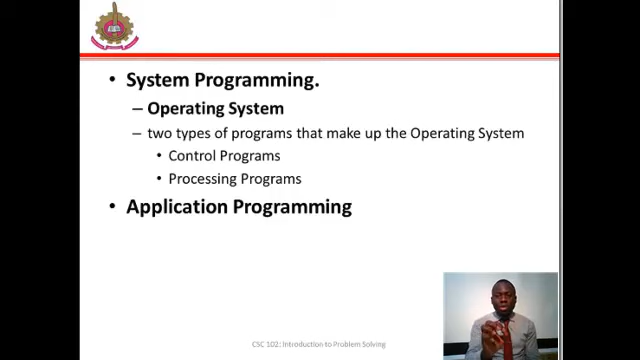 • System Programming.
– Operating System
– two types of programs that make up the Operating System
• Control Programs
• Processing Programs
• Application Programming
CSC 102: Introduction to Problem Solving